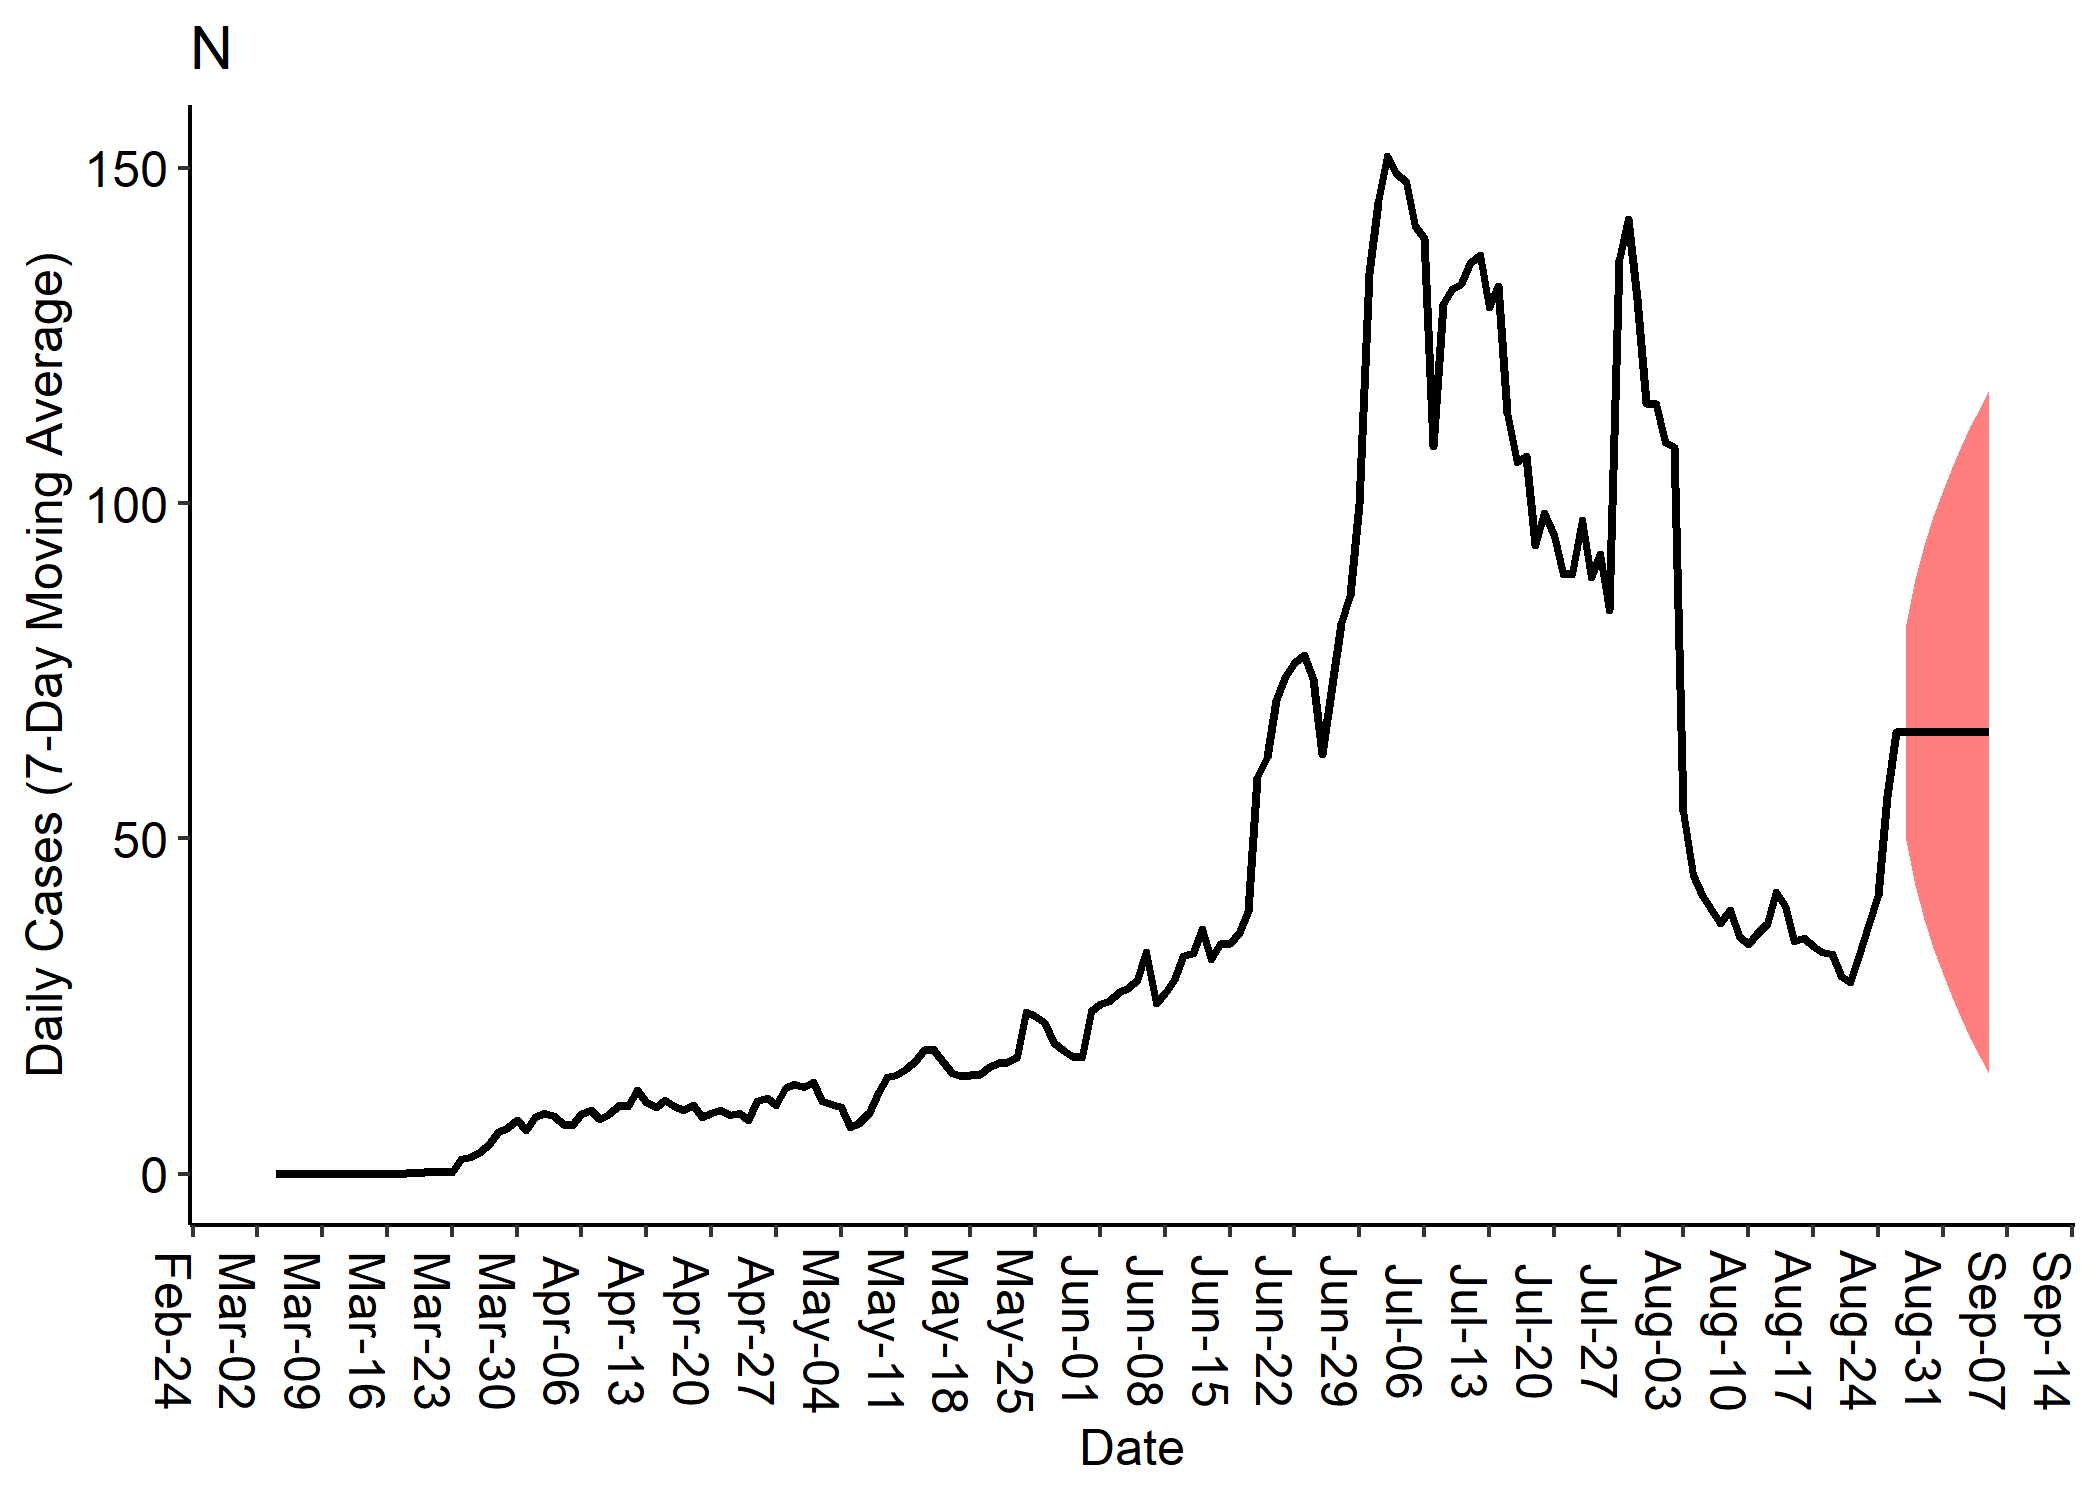 N
Daily Cases (7-Day Moving Average)
150
100
50
0
Feb-24
Mar-02
Mar-09
Mar-16
Mar-23
Mar-30
Apr-06
Apr-13
Apr-20
Apr-27
May-04
May-11
May-18
May-25
Jun-01
Jun-08
Jun-15
Jun-22
Jun-29
Jul-06
Jul-13
Jul-20
Jul-27
Aug-03
Aug-10
Aug-17
Aug-24
Aug-31
Sep-07
Sep-14
Date